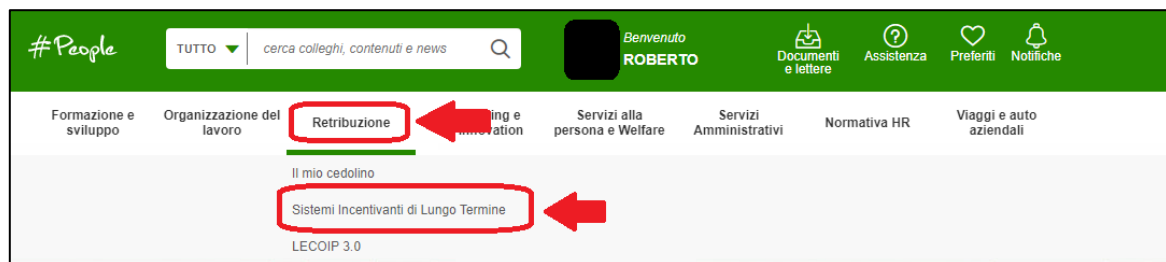 #People
TUTTO
cerca colleghi, contenuti e news
Benvenuto
ROBERTO
Documenti
e lettere
Assistenza
Preferiti
Notifiche
Formazione e
sviluppo
Organizzazione del
lavoro
Retribuzione
ing e
Servizi alla
persona e Welfare
Servizi
Amministrativi
Normativa HR
Viaggi e auto
aziendali
Il mio cedolino
Sistemi Incentivanti di Lungo Termine
LECOIP 3.0